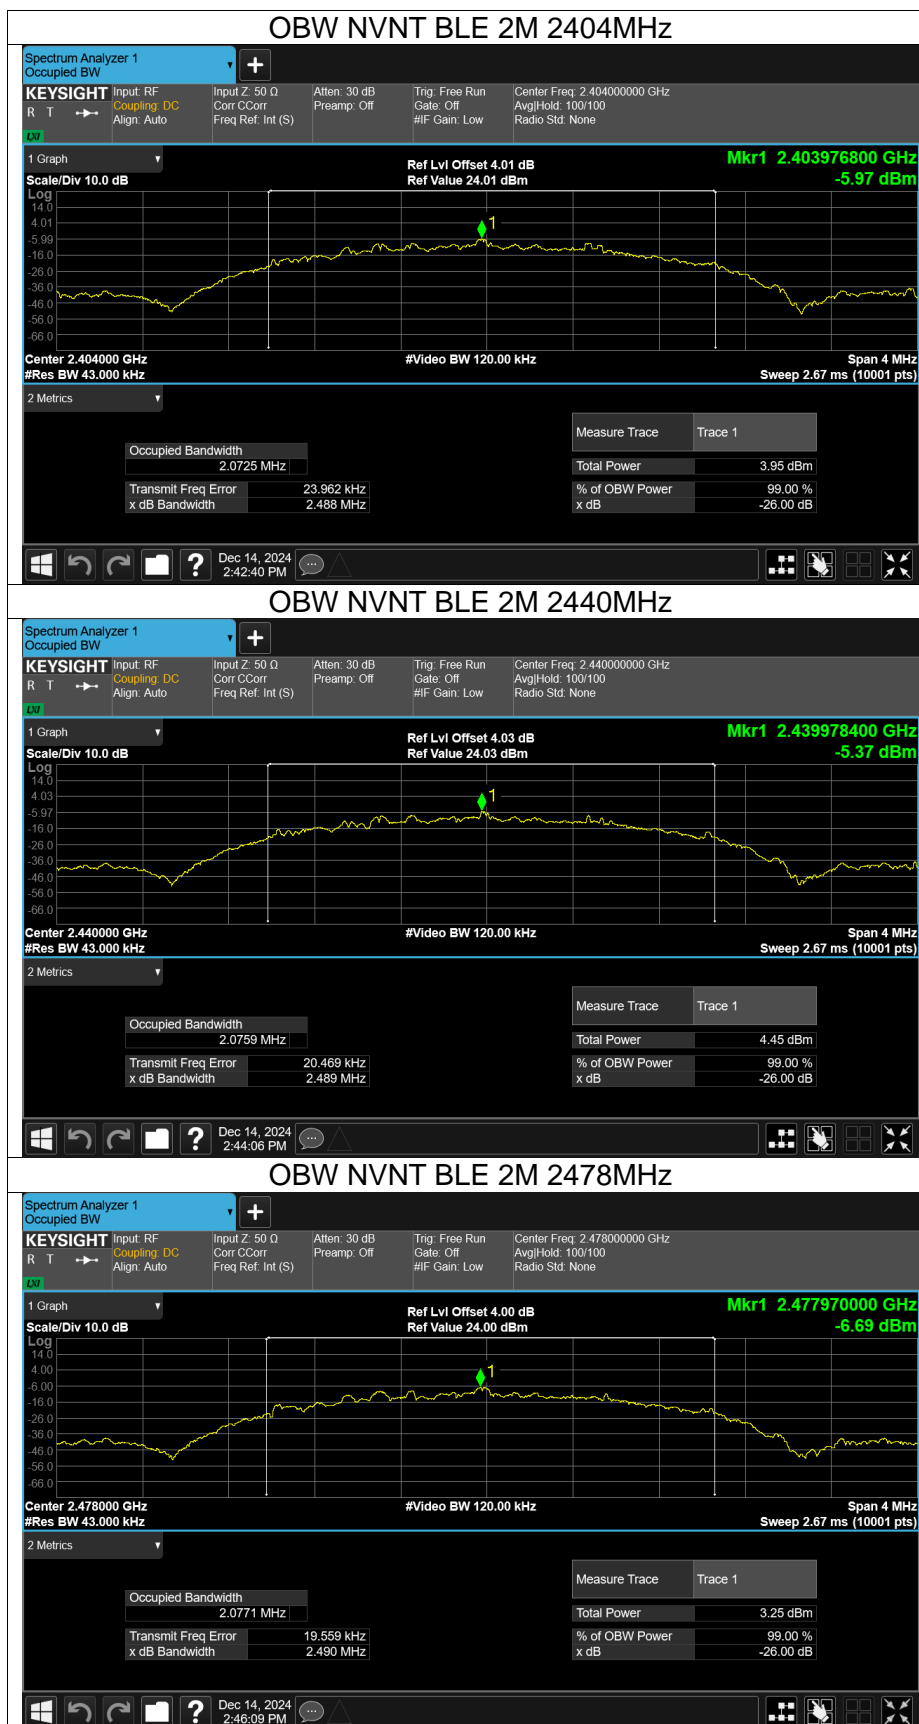 OBW NVNT BLE 2M 2404MHz
Spectrum Analyzer 1
Occupied BW
KEYSIGHT Input: RF Input Z: 50 Ω Atten: 30 dB Trig: Free Run Center Freq: 2.404000000 GHz
R T Coupling: DC Corr CCorr Preamp: Off Gate: Off Avg|Hold: 100/100
Align: Auto Freq Ref: Int (S) #IF Gain: Low Radio Std: None
LXI
1 Graph Ref Lvl Offset 4.01 dB Mkr1 2.403976800 GHz
Scale/Div 10.0 dB Ref Value 24.01 dBm -5.97 dBm
Log
14.0
4.01
1
-5.99
-16.0
-26.0
-36.0
-46.0
-56.0
-66.0
Center 2.404000 GHz #Video BW 120.00 kHz Span 4 MHz
#Res BW 43.000 kHz Sweep 2.67 ms (10001 pts)
2 Metrics
Measure Trace Trace 1
Occupied Bandwidth
2.0725 MHz Total Power 3.95 dBm
Transmit Freq Error 23.962 kHz % of OBW Power 99.00 %
x dB Bandwidth 2.488 MHz x dB -26.00 dB
Dec 14, 2024
2:42:40 PM
OBW NVNT BLE 2M 2440MHz
Spectrum Analyzer 1
Occupied BW
KEYSIGHT Input: RF Input Z: 50 Ω Atten: 30 dB Trig: Free Run Center Freq: 2.440000000 GHz
R T Coupling: DC Corr CCorr Preamp: Off Gate: Off Avg|Hold: 100/100
Align: Auto Freq Ref: Int (S) #IF Gain: Low Radio Std: None
LXI
1 Graph Ref Lvl Offset 4.03 dB Mkr1 2.439978400 GHz
Scale/Div 10.0 dB Ref Value 24.03 dBm -5.37 dBm
Log
14.0
4.03
1
-5.97
-16.0
-26.0
-36.0
-46.0
-56.0
-66.0
Center 2.440000 GHz #Video BW 120.00 kHz Span 4 MHz
#Res BW 43.000 kHz Sweep 2.67 ms (10001 pts)
2 Metrics
Measure Trace Trace 1
Occupied Bandwidth
2.0759 MHz Total Power 4.45 dBm
Transmit Freq Error 20.469 kHz % of OBW Power 99.00 %
x dB Bandwidth 2.489 MHz x dB -26.00 dB
Dec 14, 2024
2:44:06 PM
OBW NVNT BLE 2M 2478MHz
Spectrum Analyzer 1
Occupied BW
KEYSIGHT Input: RF Input Z: 50 Ω Atten: 30 dB Trig: Free Run Center Freq: 2.478000000 GHz
R T Coupling: DC Corr CCorr Preamp: Off Gate: Off Avg|Hold: 100/100
Align: Auto Freq Ref: Int (S) #IF Gain: Low Radio Std: None
LXI
1 Graph Ref Lvl Offset 4.00 dB Mkr1 2.477970000 GHz
Scale/Div 10.0 dB Ref Value 24.00 dBm -6.69 dBm
Log
14.0
4.00
1
-6.00
-16.0
-26.0
-36.0
-46.0
-56.0
-66.0
Center 2.478000 GHz #Video BW 120.00 kHz Span 4 MHz
#Res BW 43.000 kHz Sweep 2.67 ms (10001 pts)
2 Metrics
Measure Trace Trace 1
Occupied Bandwidth
2.0771 MHz Total Power 3.25 dBm
Transmit Freq Error 19.559 kHz % of OBW Power 99.00 %
x dB Bandwidth 2.490 MHz x dB -26.00 dB
Dec 14, 2024
2:46:09 PM